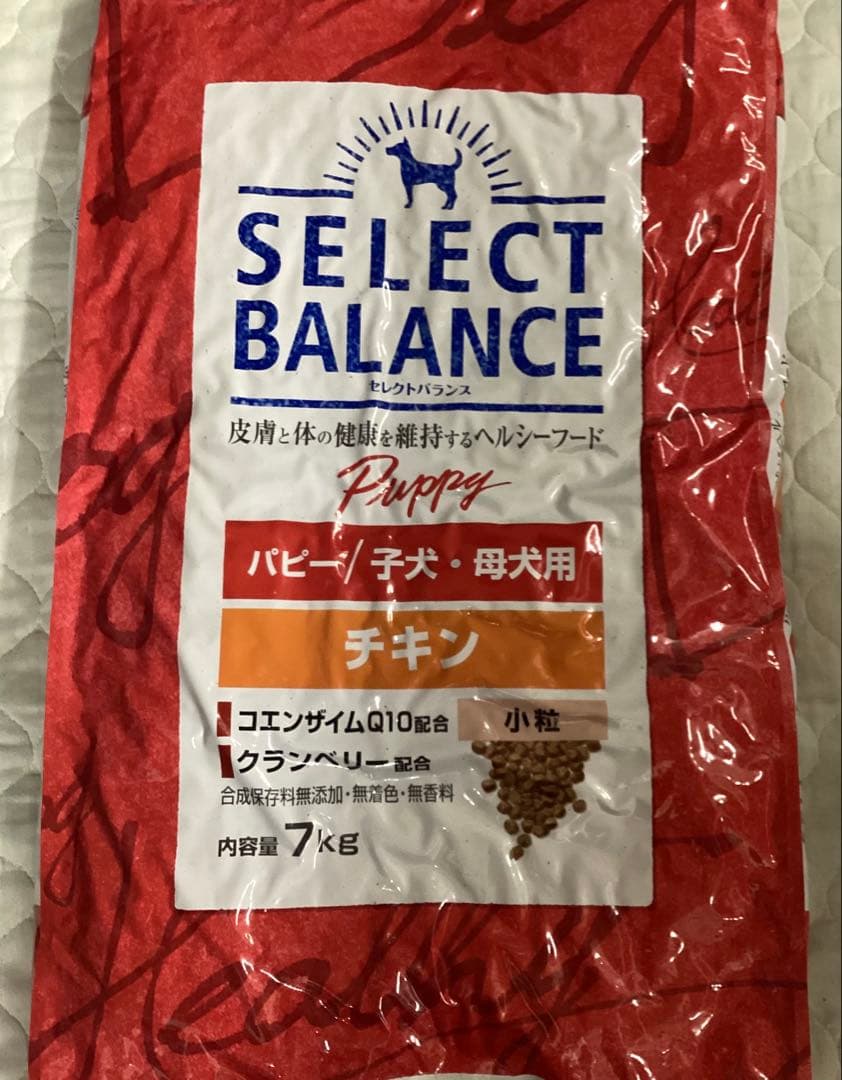 SELECT
BALANCE
セレクトバランス
皮膚と体の健康を維持するヘルシーフード
Puppy
パピー/子犬・母犬用
チキン
コエンザイムQ10配合
小粒
クランベリー配合
合成保存料無添加・無着色・無香料
内容量 7kg
Healthy